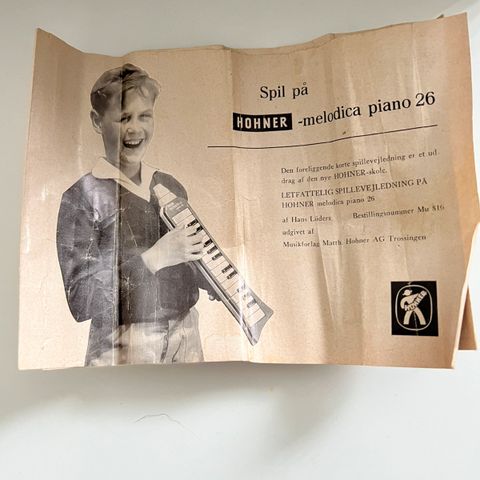 Spil på
HOHNER -melodica piano 26
Den foreliggende korte spillevejledning er et ud
drag af den nye HOHNER-skole.
LETFATTELIG SPILLEVEJLEDNING PÅ
HOHNER melodica piano 26
af Hans Lüders Bestillingsnummer Mu 816
udgivet af
Musikforlag Matth. Hohner AG Trossingen